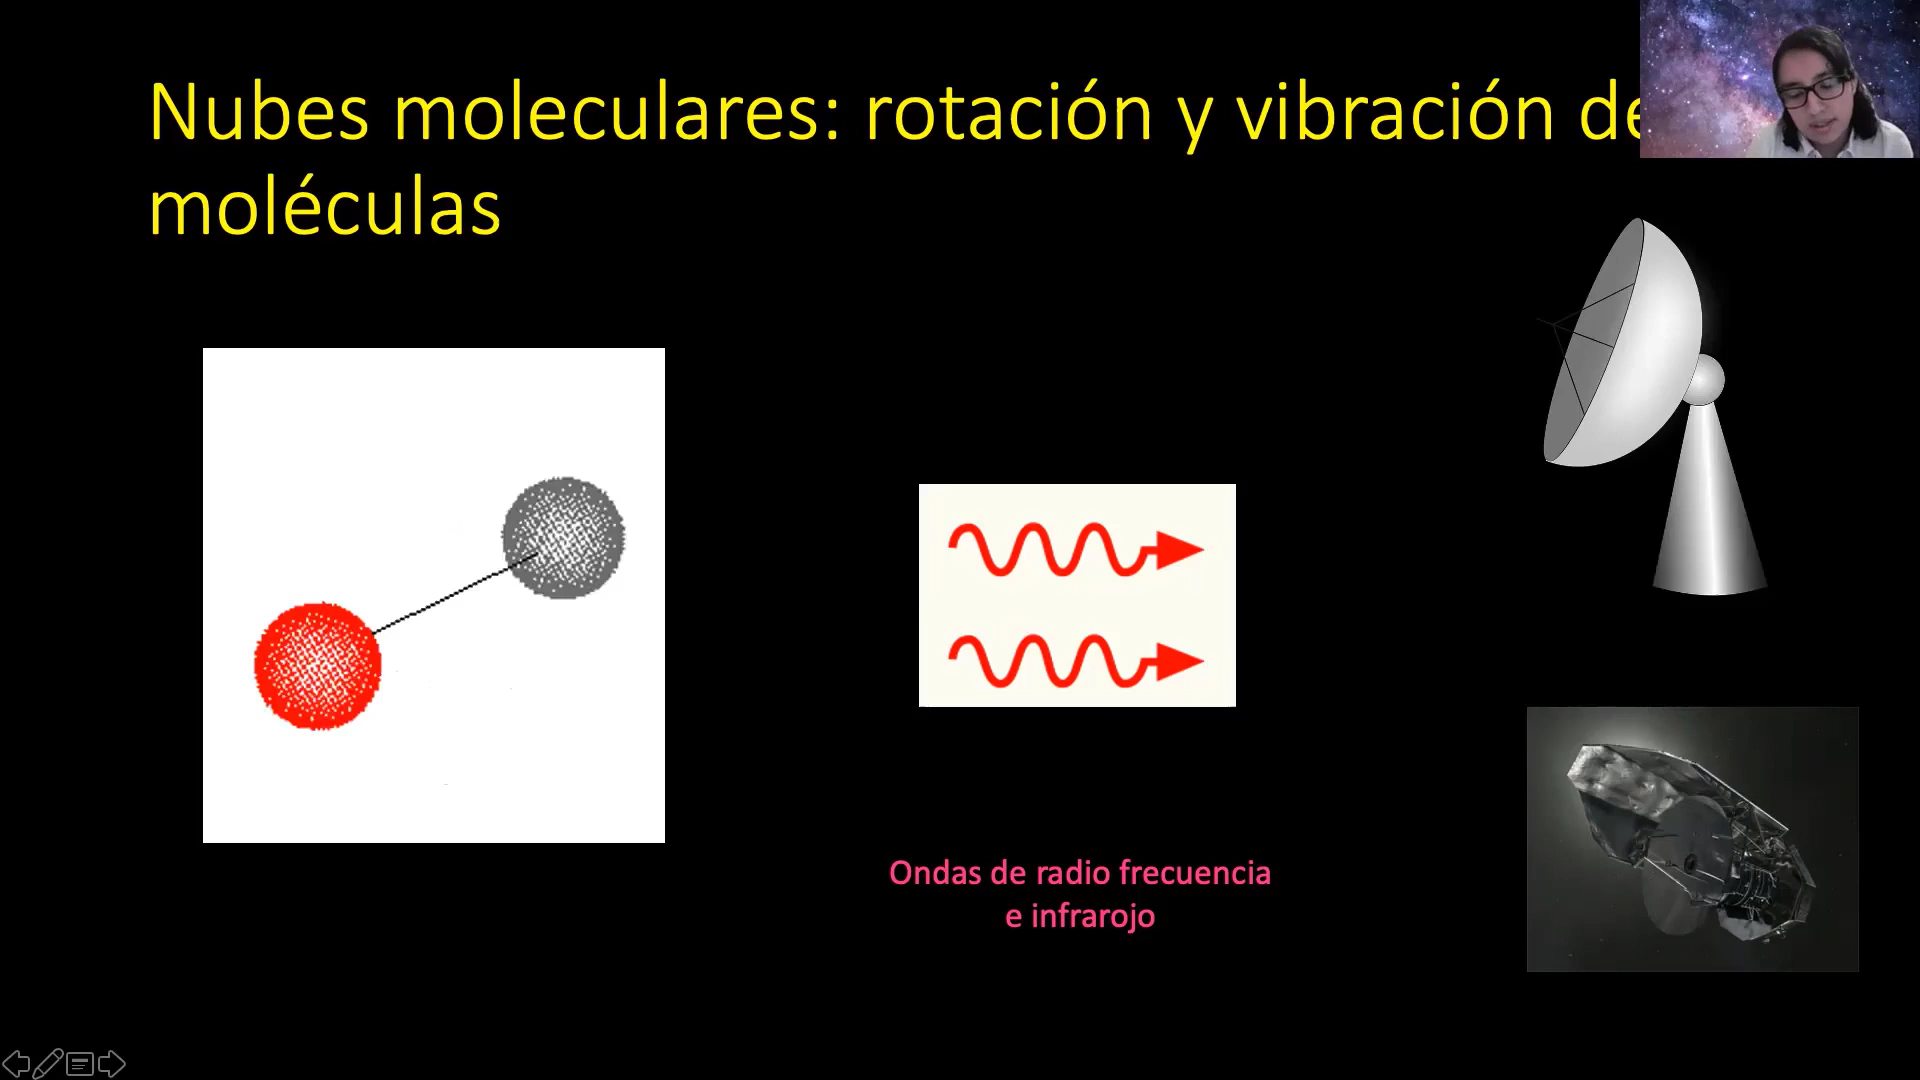 Nubes moleculares: rotación y vibración de
moléculas
Ondas de radio frecuencia
e infrarojo